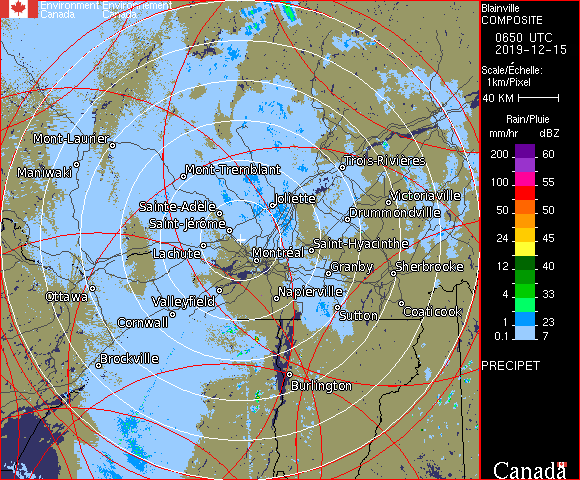 Environment Environnement
Canada Canada
Blainville
COMPOSITE
0650 UTC
2019-12-15
Scale/Échelle:
1km/Pixel
40 KM
Rain/Pluie
mm/hr dBZ
200 60
100 55
50 50
24 45
12 40
4 33
1 23
0.1 7
PRECIPET
Canada
Mont-Laurier
Maniwaki
Mont-Tremblant
Trois-Rivières
Joliette
Victoriaville
Sainte-Adèle
Drummondville
Saint-Jérôme
Lachute
Montréal
Saint-Hyacinthe
Granby
Sherbrooke
Ottawa
Valleyfield
Napierville
Cornwall
Sutton
Coaticook
Brockville
Burlington